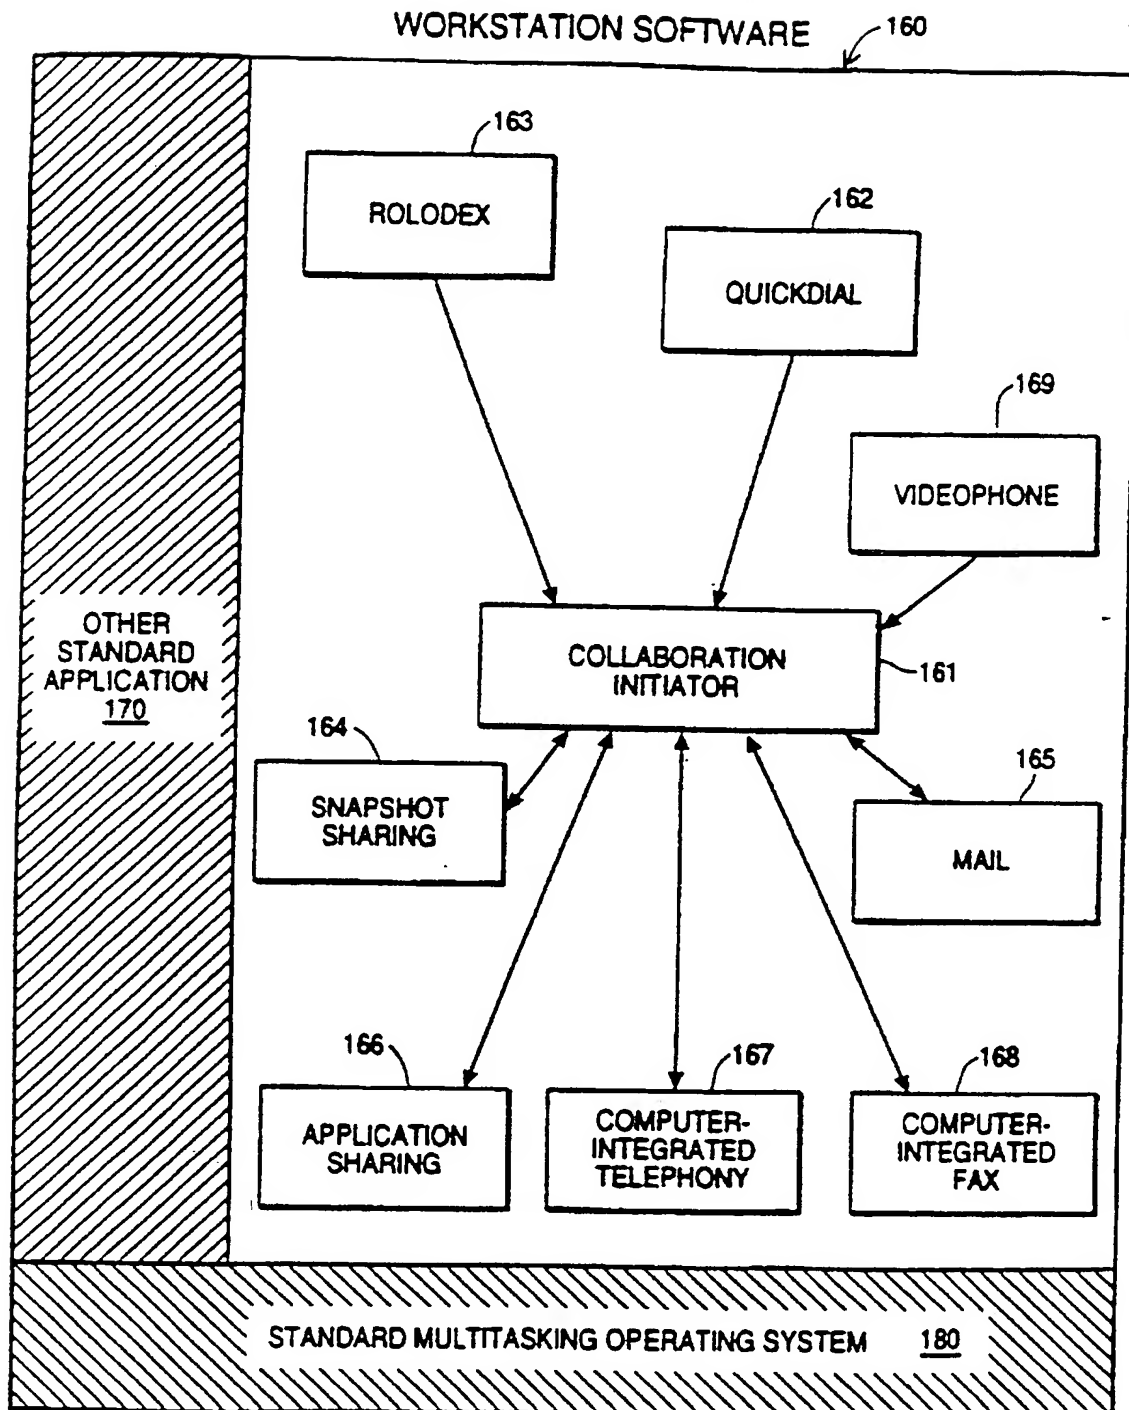 WORKSTATION SOFTWARE
160
163
ROLODEX
162
QUICKDIAL
169
VIDEOPHONE
OTHER
STANDARD
APPLICATION
170
COLLABORATION
INITIATOR
161
164
SNAPSHOT
SHARING
165
MAIL
166
APPLICATION
SHARING
167
COMPUTER-
INTEGRATED
TELEPHONY
168
COMPUTER-
INTEGRATED
FAX
STANDARD MULTITASKING OPERATING SYSTEM 180